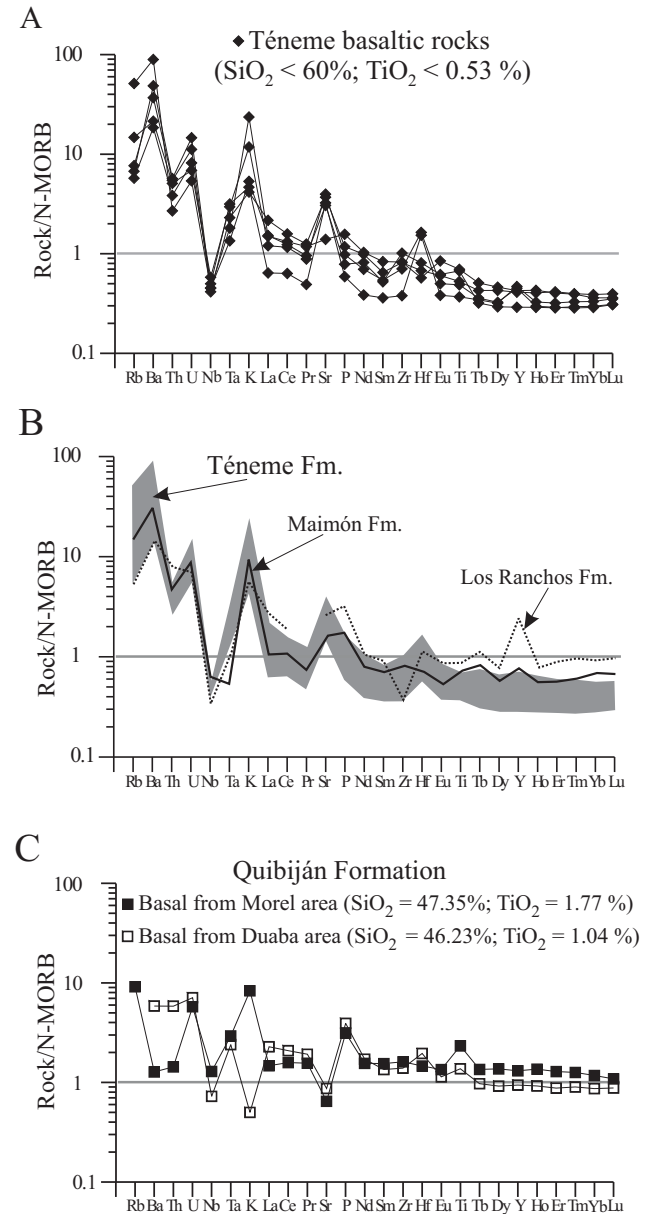 A
◆ Téneme basaltic rocks
(SiO₂ < 60%; TiO₂ < 0.53 %)
100
10
1
0.1
Rock/N-MORB
Rb Ba Th U Nb Ta K La Ce Pr Sr P Nd Sm Zr Hf Eu Ti Tb Dy Y Ho Er Tm Yb Lu
B
100
10
1
0.1
Rock/N-MORB
Téneme Fm.
Maimón Fm.
Los Ranchos Fm.
Rb Ba Th U Nb Ta K La Ce Pr Sr P Nd Sm Zr Hf Eu Ti Tb Dy Y Ho Er Tm Yb Lu
C
Quibiján Formation
■ Basal from Morel area (SiO₂ = 47.35%; TiO₂ = 1.77 %)
□ Basal from Duaba area (SiO₂ = 46.23%; TiO₂ = 1.04 %)
100
10
1
0.1
Rock/N-MORB
Rb Ba Th U Nb Ta K La Ce Pr Sr P Nd Sm Zr Hf Eu Ti Tb Dy Y Ho Er Tm Yb Lu